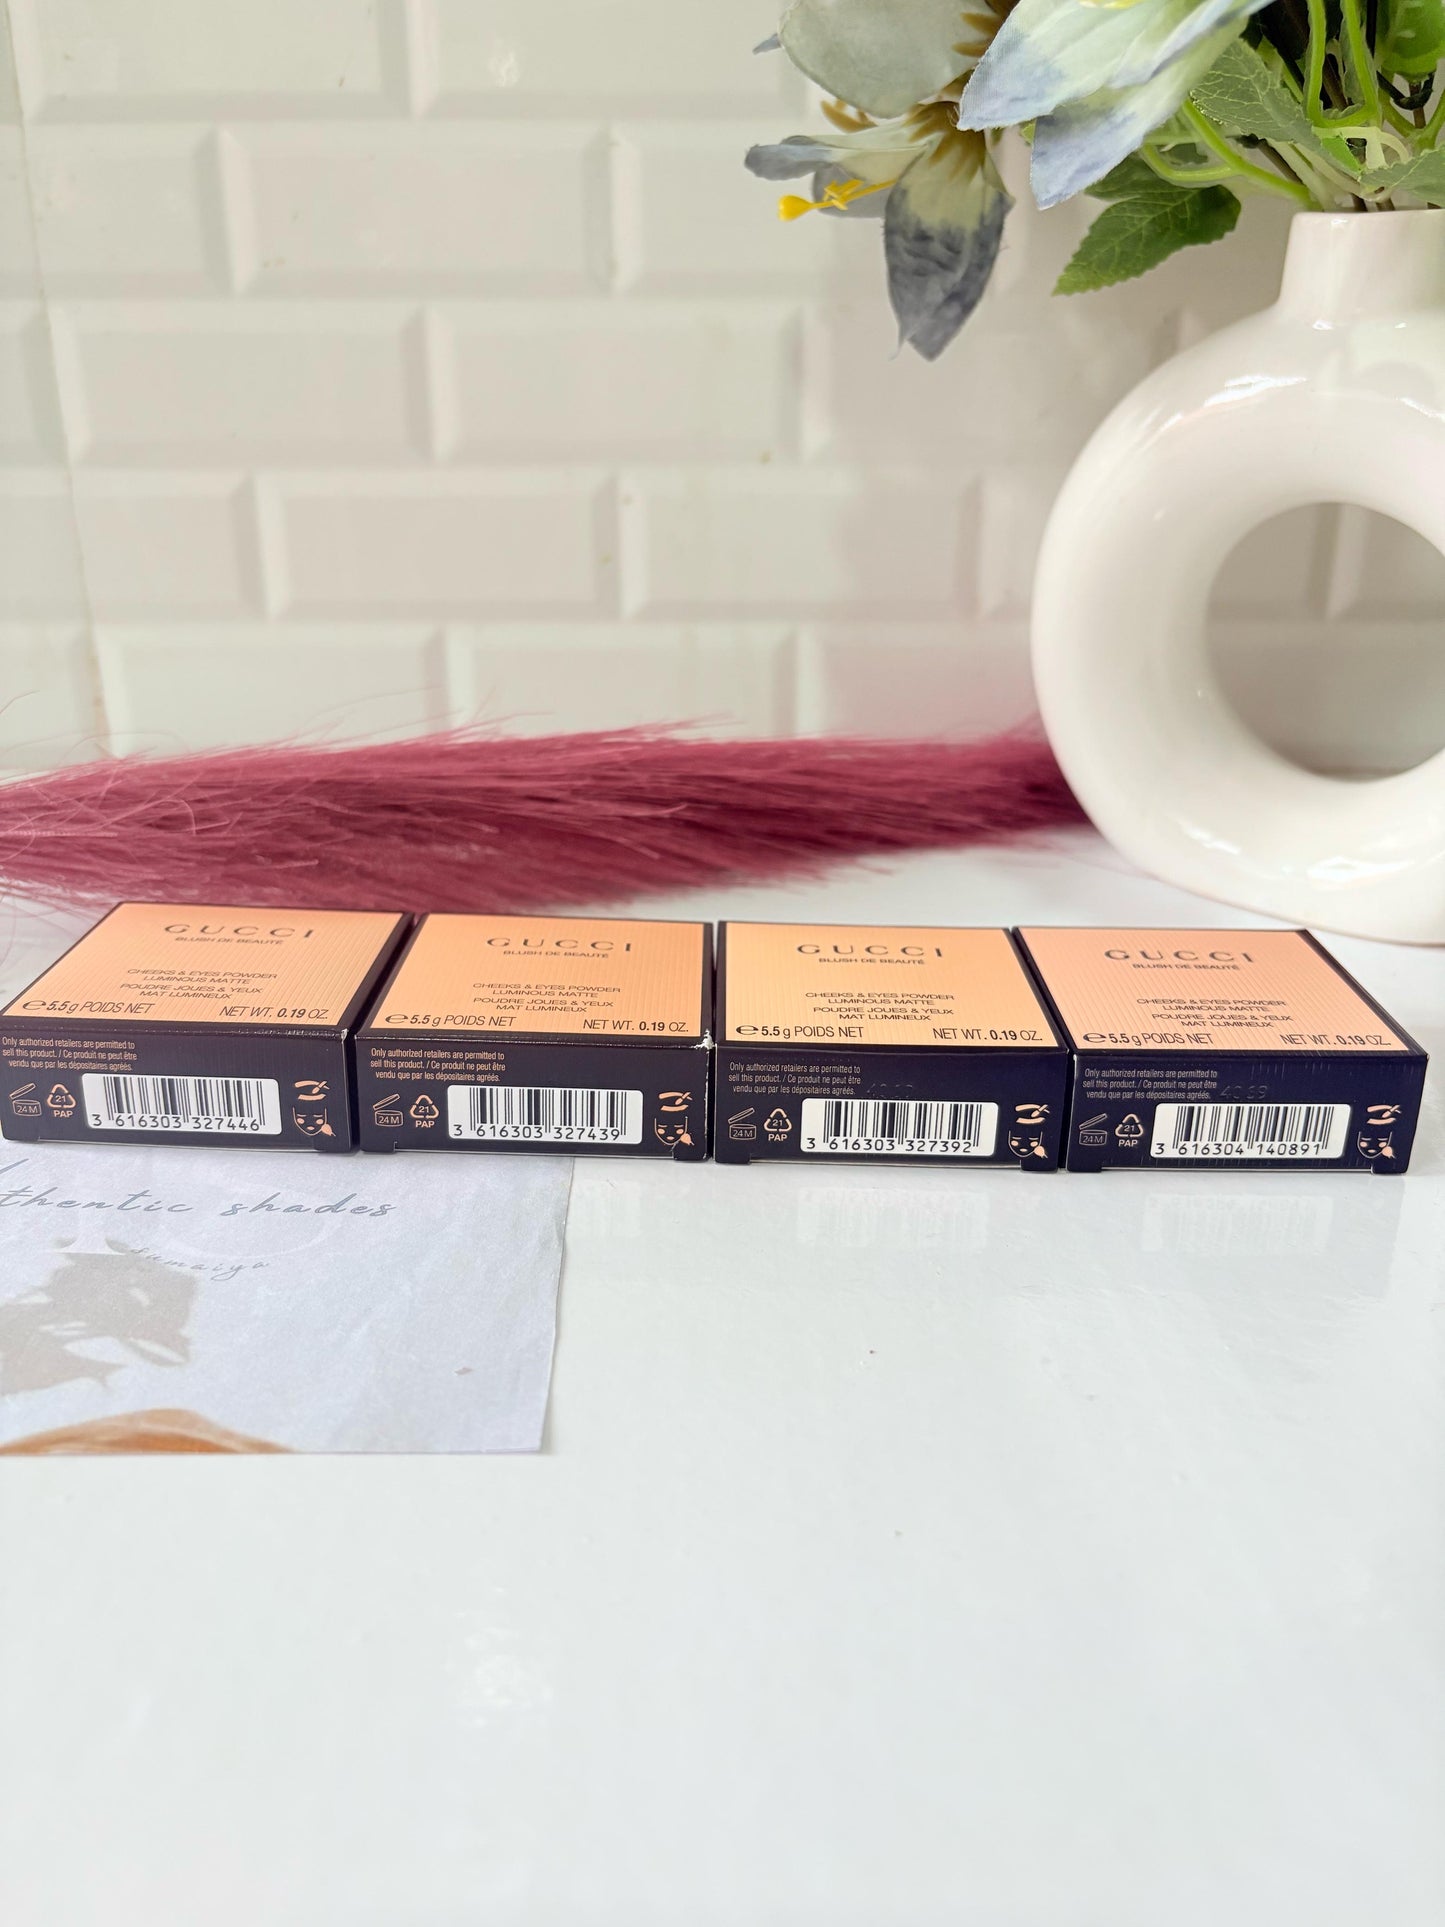 GUCCI
BLUSH DE BEAUTÉ
CHEEKS & EYES POWDER
LUMINOUS MATTE
POUDRE JOUES & YEUX
MAT LUMINEUX
℮ 5.5 g POIDS NET NET WT. 0.19 OZ.
Only authorized retailers are permitted to
sell this product. / Ce produit ne peut être
vendu que par les dépositaires agréés.
24 M
21
PAP
3 616303 327446
GUCCI
BLUSH DE BEAUTÉ
CHEEKS & EYES POWDER
LUMINOUS MATTE
POUDRE JOUES & YEUX
MAT LUMINEUX
℮ 5.5 g POIDS NET NET WT. 0.19 OZ.
Only authorized retailers are permitted to
sell this product. / Ce produit ne peut être
vendu que par les dépositaires agréés.
24 M
21
PAP
3 616303 327439
GUCCI
BLUSH DE BEAUTÉ
CHEEKS & EYES POWDER
LUMINOUS MATTE
POUDRE JOUES & YEUX
MAT LUMINEUX
℮ 5.5 g POIDS NET NET WT. 0.19 OZ.
Only authorized retailers are permitted to
sell this product. / Ce produit ne peut être
vendu que par les dépositaires agréés.
24 M
21
PAP
3 616303 327392
GUCCI
BLUSH DE BEAUTÉ
CHEEKS & EYES POWDER
LUMINOUS MATTE
POUDRE JOUES & YEUX
MAT LUMINEUX
℮ 5.5 g POIDS NET NET WT. 0.19 OZ.
Only authorized retailers are permitted to
sell this product. / Ce produit ne peut être
vendu que par les dépositaires agréés.
4069
24 M
21
PAP
3 616304 140891
thentic shades
sumaiya